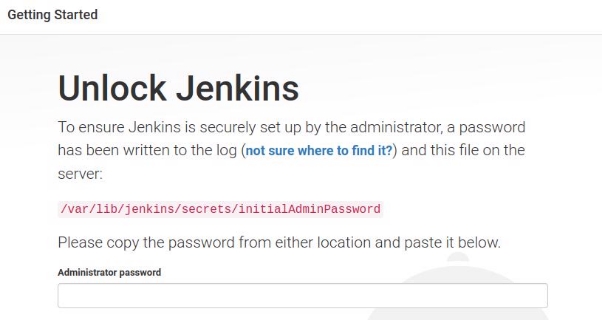 Getting Started
Unlock Jenkins
To ensure Jenkins is securely set up by the administrator, a password
has been written to the log (not sure where to find it?) and this file on the
server:
/var/lib/jenkins/secrets/initialAdminPassword
Please copy the password from either location and paste it below.
Administrator password